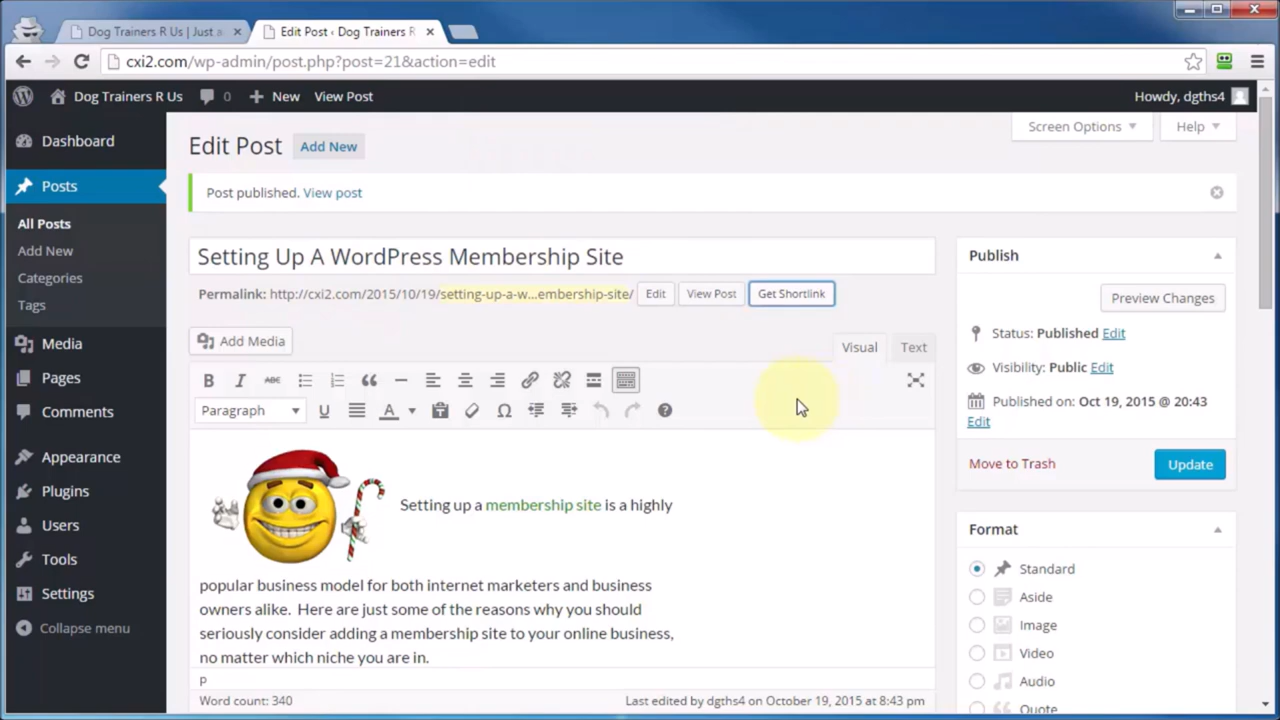 Dog Trainers R Us | Just a
Edit Post ‹ Dog Trainers R
cxi2.com/wp-admin/post.php?post=21&action=edit
Dog Trainers R Us 0 New View Post Howdy, dgths4
Dashboard
Posts
All Posts
Add New
Categories
Tags
Media
Pages
Comments
Appearance
Plugins
Users
Tools
Settings
Collapse menu
Screen Options Help
Edit Post Add New
Post published. View post
Setting Up A WordPress Membership Site
Permalink: http://cxi2.com/2015/10/19/setting-up-a-w...embership-site/ Edit View Post Get Shortlink
Add Media Visual Text
B I ABC
Paragraph U A Ω ?
Setting up a membership site is a highly
popular business model for both internet marketers and business
owners alike. Here are just some of the reasons why you should
seriously consider adding a membership site to your online business,
no matter which niche you are in.
p
Word count: 340 Last edited by dgths4 on October 19, 2015 at 8:43 pm
Publish
Preview Changes
Status: Published Edit
Visibility: Public Edit
Published on: Oct 19, 2015 @ 20:43
Edit
Move to Trash Update
Format
Standard
Aside
Image
Video
Audio
Quote